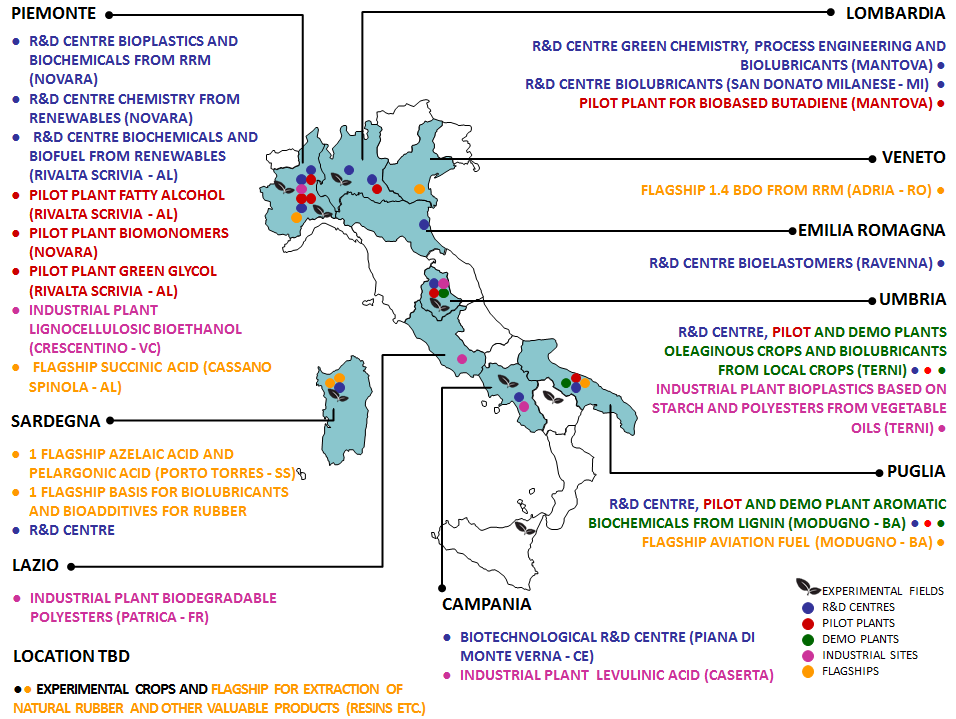 PIEMONTE
● R&D CENTRE BIOPLASTICS AND
BIOCHEMICALS FROM RRM
(NOVARA)
● R&D CENTRE CHEMISTRY FROM
RENEWABLES (NOVARA)
● R&D CENTRE BIOCHEMICALS AND
BIOFUEL FROM RENEWABLES
(RIVALTA SCRIVIA - AL)
● PILOT PLANT FATTY ALCOHOL
(RIVALTA SCRIVIA - AL)
● PILOT PLANT BIOMONOMERS
(NOVARA)
● PILOT PLANT GREEN GLYCOL
(RIVALTA SCRIVIA - AL)
● INDUSTRIAL PLANT
LIGNOCELLULOSIC BIOETHANOL
(CRESCENTINO - VC)
● FLAGSHIP SUCCINIC ACID (CASSANO
SPINOLA - AL)
SARDEGNA
● 1 FLAGSHIP AZELAIC ACID AND
PELARGONIC ACID (PORTO TORRES - SS)
● 1 FLAGSHIP BASIS FOR BIOLUBRICANTS
AND BIOADDITIVES FOR RUBBER
● R&D CENTRE
LAZIO
● INDUSTRIAL PLANT BIODEGRADABLE
POLYESTERS (PATRICA - FR)
LOCATION TBD
●● EXPERIMENTAL CROPS AND FLAGSHIP FOR EXTRACTION OF
NATURAL RUBBER AND OTHER VALUABLE PRODUCTS (RESINS ETC.)
LOMBARDIA
R&D CENTRE GREEN CHEMISTRY, PROCESS ENGINEERING AND
BIOLUBRICANTS (MANTOVA) ●
R&D CENTRE BIOLUBRICANTS (SAN DONATO MILANESE - MI) ●
PILOT PLANT FOR BIOBASED BUTADIENE (MANTOVA) ●
VENETO
FLAGSHIP 1.4 BDO FROM RRM (ADRIA - RO) ●
EMILIA ROMAGNA
R&D CENTRE BIOELASTOMERS (RAVENNA) ●
UMBRIA
R&D CENTRE, PILOT AND DEMO PLANTS
OLEAGINOUS CROPS AND BIOLUBRICANTS
FROM LOCAL CROPS (TERNI) ● ● ●
INDUSTRIAL PLANT BIOPLASTICS BASED ON
STARCH AND POLYESTERS FROM VEGETABLE
OILS (TERNI) ●
PUGLIA
R&D CENTRE, PILOT AND DEMO PLANT AROMATIC
BIOCHEMICALS FROM LIGNIN (MODUGNO - BA) ● ● ●
FLAGSHIP AVIATION FUEL (MODUGNO - BA) ●
CAMPANIA
● BIOTECHNOLOGICAL R&D CENTRE (PIANA DI
MONTE VERNA - CE)
● INDUSTRIAL PLANT LEVULINIC ACID (CASERTA)
EXPERIMENTAL FIELDS
R&D CENTRES
PILOT PLANTS
DEMO PLANTS
INDUSTRIAL SITES
FLAGSHIPS